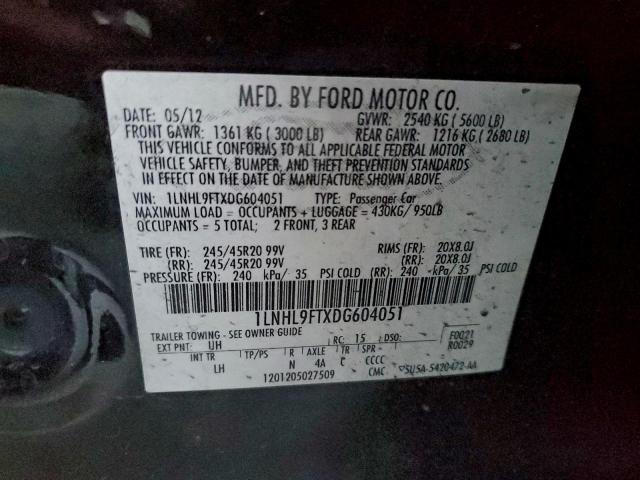 MFD. BY FORD MOTOR CO.
DATE: 05/12 GVWR: 2540 KG ( 5600 LB)
FRONT GAWR: 1361 KG ( 3000 LB) REAR GAWR: 1216 KG ( 2680 LB)
THIS VEHICLE CONFORMS TO ALL APPLICABLE FEDERAL MOTOR
VEHICLE SAFETY, BUMPER, AND THEFT PREVENTION STANDARDS
IN EFFECT ON THE DATE OF MANUFACTURE SHOWN ABOVE.
VIN: 1LNHL9FTXDG604051 TYPE: Passenger Car
MAXIMUM LOAD = OCCUPANTS + LUGGAGE = 430KG/ 950LB
OCCUPANTS = 5 TOTAL; 2 FRONT, 3 REAR
TIRE (FR): 245/45R20 99V RIMS (FR): 20X8.0J
(RR): 245/45R20 99V (RR): 20X8.0J
PRESSURE (FR): 240 kPa/ 35 PSI COLD (RR): 240 kPa/ 35 PSI COLD
1LNHL9FTXDG604051
TRAILER TOWING - SEE OWNER GUIDE
EXT PNT: UH RC: 15 DSO: F0021
R0029
INT TR TP/PS R AXLE TR SPR
LH N 4A C CCCC
1201205027509 CMC